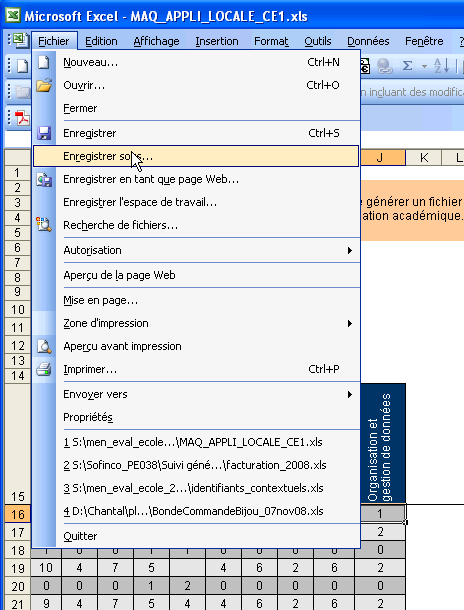 Microsoft Excel - MAQ_APPLI_LOCALE_CE1.xls
Fichier Edition Affichage Insertion Format Outils Données Fenêtre ?
Nouveau... Ctrl+N
Ouvrir... Ctrl+O
Fermer
Enregistrer Ctrl+S
Enregistrer sous...
Enregistrer en tant que page Web...
Enregistrer l'espace de travail...
Recherche de fichiers...
Autorisation
Aperçu de la page Web
Mise en page...
Zone d'impression
Aperçu avant impression
Imprimer... Ctrl+P
Envoyer vers
Propriétés
1 S:\men_eval_ecole...\MAQ_APPLI_LOCALE_CE1.xls
2 S:\Sofinco_PE038\Suivi géné...\facturation_2008.xls
3 S:\men_eval_ecole_2...\identifiants_contextuels.xls
4 D:\Chantal\pl...\BondeCommandeBijou_07nov08.xls
Quitter
n incluant des modifica
J K L
générer un fichier
ation académique.
Organisation et
gestion de données
1
2
3
4
5
6
7
8
9
10
11
12
13
14
15
16 1
17 2
18 1 0 0 0 0 0 0 0
19 10 4 7 5 4 6 2 6 2
20 0 0 0 1 2 0 0 0 0
21 9 4 7 5 4 4 6 2 6 2